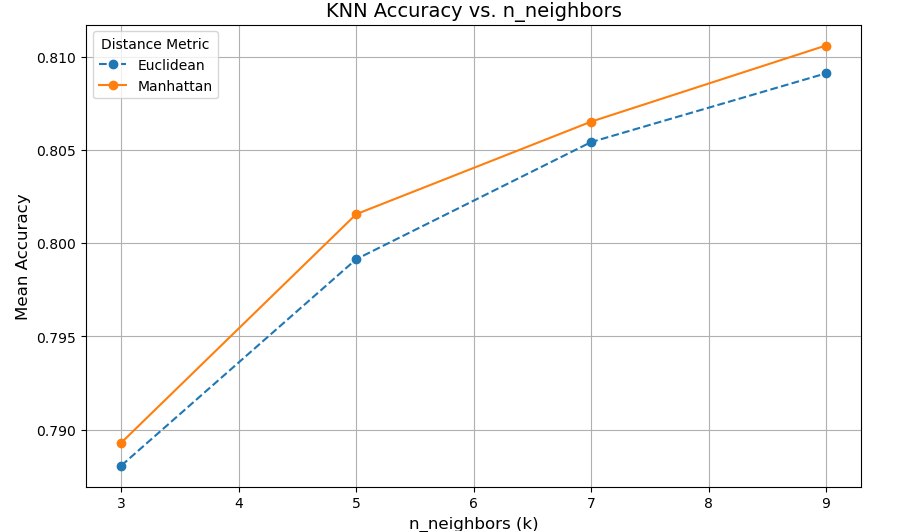 KNN Accuracy vs. n_neighbors
Distance Metric
Euclidean
Manhattan
Mean Accuracy
0.810
0.805
0.800
0.795
0.790
3 4 5 6 7 8 9
n_neighbors (k)